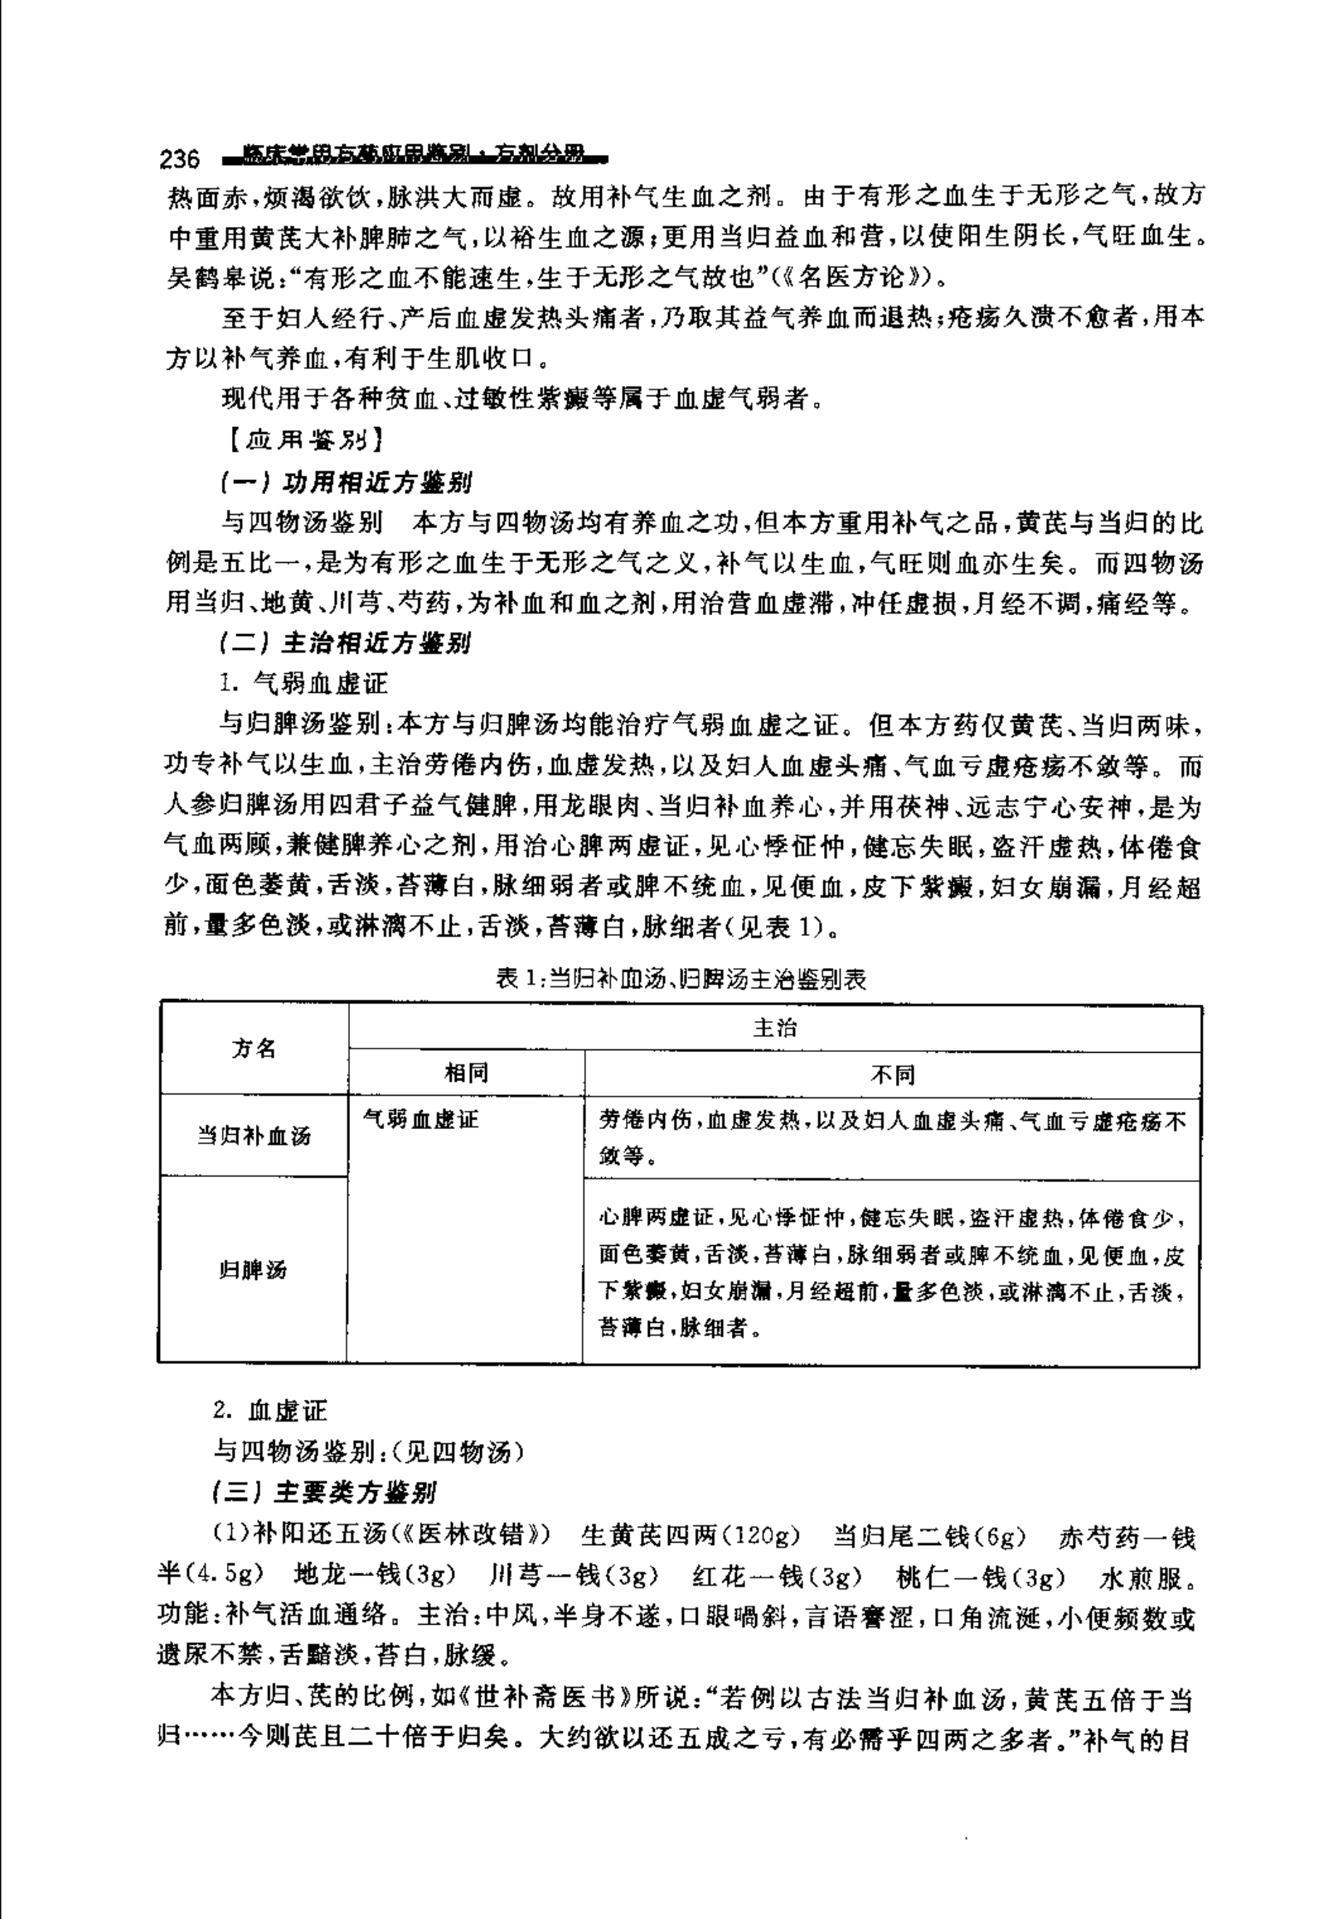 236 临床常用方药应用鉴别·方剂分册
热面赤,烦渴欲饮,脉洪大而虚。故用补气生血之剂。由于有形之血生于无形之气,故方
中重用黄芪大补脾肺之气,以裕生血之源;更用当归益血和营,以使阳生阴长,气旺血生。
吴鹤皋说:“有形之血不能速生,生于无形之气故也”(《名医方论》)。
至于妇人经行、产后血虚发热头痛者,乃取其益气养血而退热;疮疡久溃不愈者,用本
方以补气养血,有利于生肌收口。
现代用于各种贫血、过敏性紫癜等属于血虚气弱者。
【应用鉴别】
(一)功用相近方鉴别
与四物汤鉴别 本方与四物汤均有养血之功,但本方重用补气之品,黄芪与当归的比
例是五比一,是为有形之血生于无形之气之义,补气以生血,气旺则血亦生矣。而四物汤
用当归、地黄、川芎、芍药,为补血和血之剂,用治营血虚滞,冲任虚损,月经不调,痛经等。
(二)主治相近方鉴别
1. 气弱血虚证
与归脾汤鉴别:本方与归脾汤均能治疗气弱血虚之证。但本方药仅黄芪、当归两味,
功专补气以生血,主治劳倦内伤,血虚发热,以及妇人血虚头痛、气血亏虚疮疡不敛等。而
人参归脾汤用四君子益气健脾,用龙眼肉、当归补血养心,并用茯神、远志宁心安神,是为
气血两顾,兼健脾养心之剂,用治心脾两虚证,见心悸怔忡,健忘失眠,盗汗虚热,体倦食
少,面色萎黄,舌淡,苔薄白,脉细弱者或脾不统血,见便血,皮下紫癜,妇女崩漏,月经超
前,量多色淡,或淋漓不止,舌淡,苔薄白,脉细者(见表1)。
表1:当归补血汤、归脾汤主治鉴别表
方名
主治
相同
不同
当归补血汤
气弱血虚证
劳倦内伤,血虚发热,以及妇人血虚头痛、气血亏虚疮疡不
敛等。
归脾汤
心脾两虚证,见心悸怔忡,健忘失眠,盗汗虚热,体倦食少,
面色萎黄,舌淡,苔薄白,脉细弱者或脾不统血,见便血,皮
下紫癜,妇女崩漏,月经超前,量多色淡,或淋漓不止,舌淡,
苔薄白,脉细者。
2. 血虚证
与四物汤鉴别:(见四物汤)
(三)主要类方鉴别
(1)补阳还五汤(《医林改错》) 生黄芪四两(120g) 当归尾二钱(6g) 赤芍药一钱
半(4.5g) 地龙一钱(3g) 川芎一钱(3g) 红花一钱(3g) 桃仁一钱(3g) 水煎服。
功能:补气活血通络。主治:中风,半身不遂,口眼喎斜,言语謇涩,口角流涎,小便频数或
遗尿不禁,舌黯淡,苔白,脉缓。
本方归、芪的比例,如《世补斋医书》所说:“若例以古法当归补血汤,黄芪五倍于当
归……今则芪且二十倍于归矣。大约欲以还五成之亏,有必需乎四两之多者。”补气的目